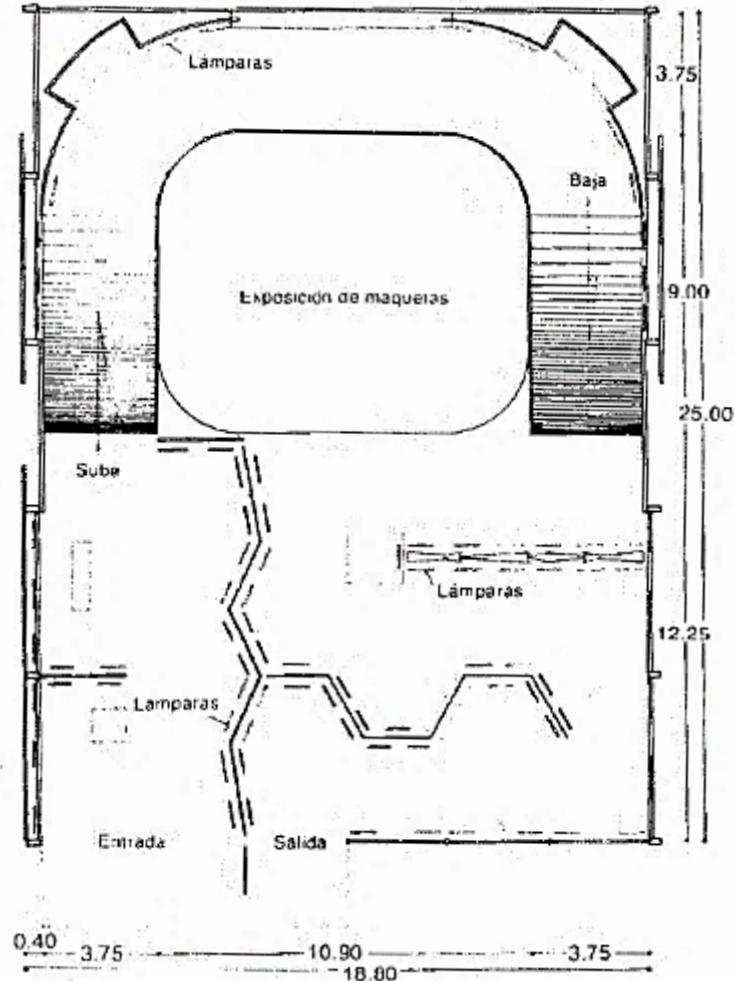 Lámparas
3.75
Baja
9.00
Exposición de maquetas
25.00
Sube
Lámparas
12.25
Lamparas
Entrada
Salida
0.40
3.75
10.90
3.75
18.80